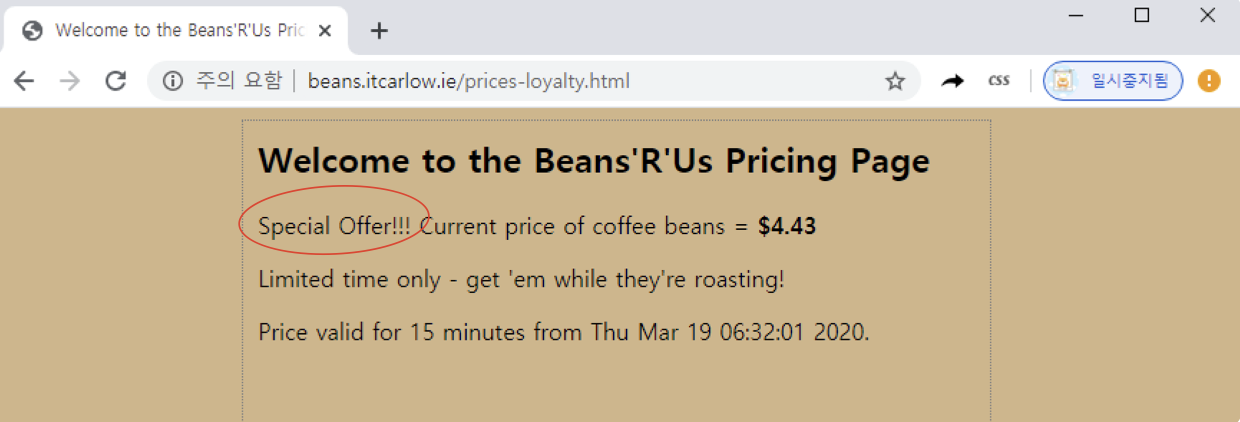 Welcome to the Beans'R'Us Pric
주의 요함 beans.itcarlow.ie/prices-loyalty.html css 일시중지됨
Welcome to the Beans'R'Us Pricing Page
Special Offer!!! Current price of coffee beans = $4.43
Limited time only - get 'em while they're roasting!
Price valid for 15 minutes from Thu Mar 19 06:32:01 2020.